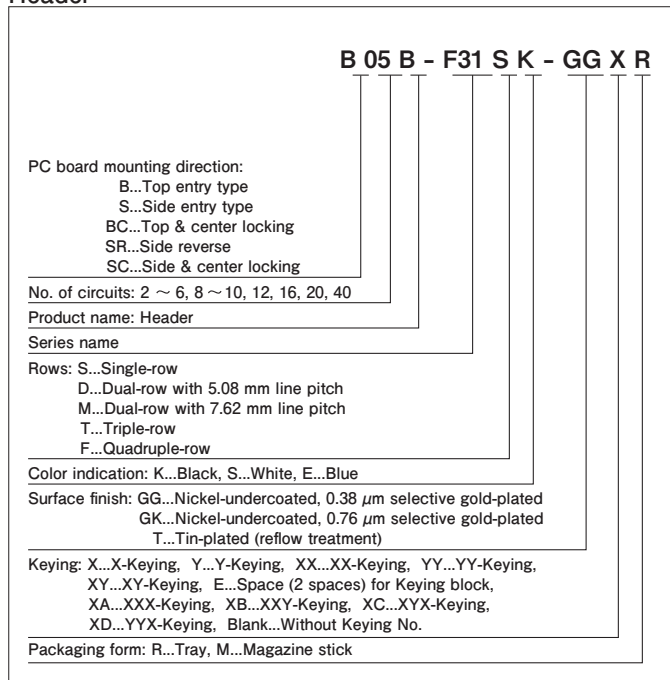 Header
B 05 B - F31 S K - GG X R
PC board mounting direction:
B...Top entry type
S...Side entry type
BC...Top & center locking
SR...Side reverse
SC...Side & center locking
No. of circuits: 2 ～ 6, 8 ～ 10, 12, 16, 20, 40
Product name: Header
Series name
Rows: S...Single-row
D...Dual-row with 5.08 mm line pitch
M...Dual-row with 7.62 mm line pitch
T...Triple-row
F...Quadruple-row
Color indication: K...Black, S...White, E...Blue
Surface finish: GG...Nickel-undercoated, 0.38 μm selective gold-plated
GK...Nickel-undercoated, 0.76 μm selective gold-plated
T...Tin-plated (reflow treatment)
Keying: X...X-Keying, Y...Y-Keying, XX...XX-Keying, YY...YY-Keying,
XY...XY-Keying, E...Space (2 spaces) for Keying block,
XA...XXX-Keying, XB...XXY-Keying, XC...XYX-Keying,
XD...YYX-Keying, Blank...Without Keying No.
Packaging form: R...Tray, M...Magazine stick